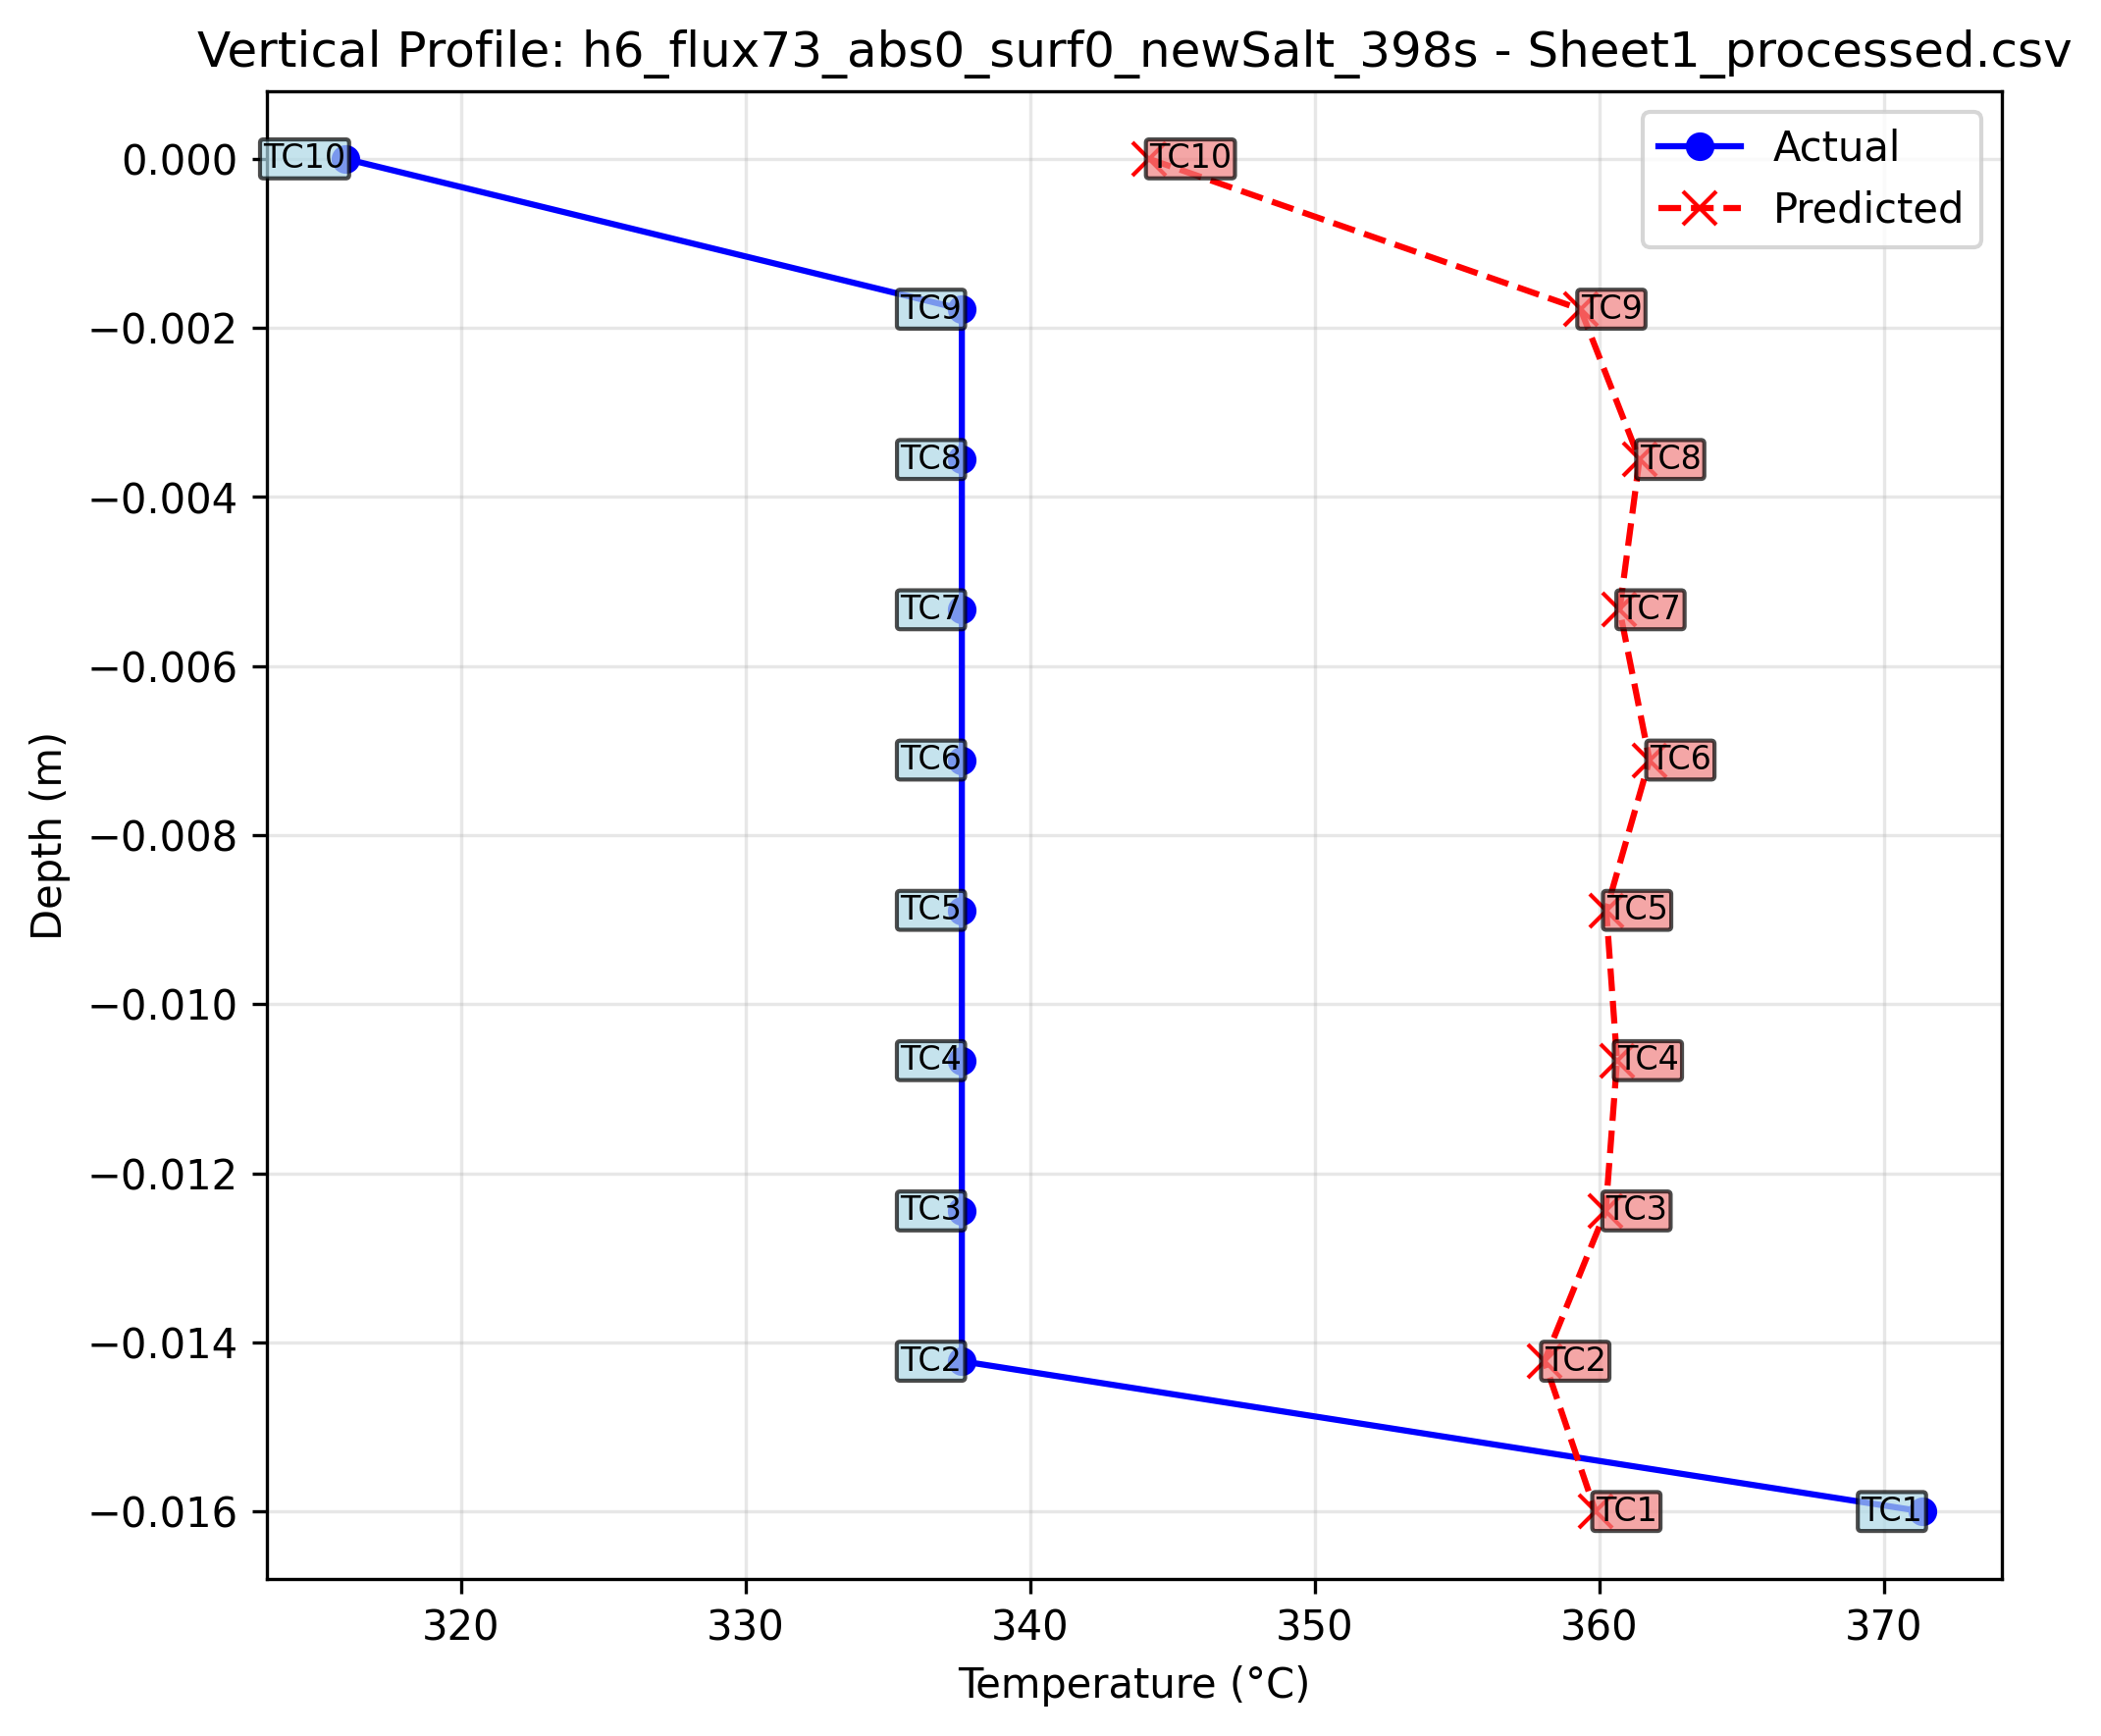 Vertical Profile: h6_flux73_abs0_surf0_newSalt_398s - Sheet1_processed.csv
Actual
Predicted
0.000
−0.002
−0.004
−0.006
−0.008
−0.010
−0.012
−0.014
−0.016
Depth (m)
TC10
TC10
TC9
TC9
TC8
TC8
TC7
TC7
TC6
TC6
TC5
TC5
TC4
TC4
TC3
TC3
TC2
TC2
TC1
TC1
320
330
340
350
360
370
Temperature (°C)